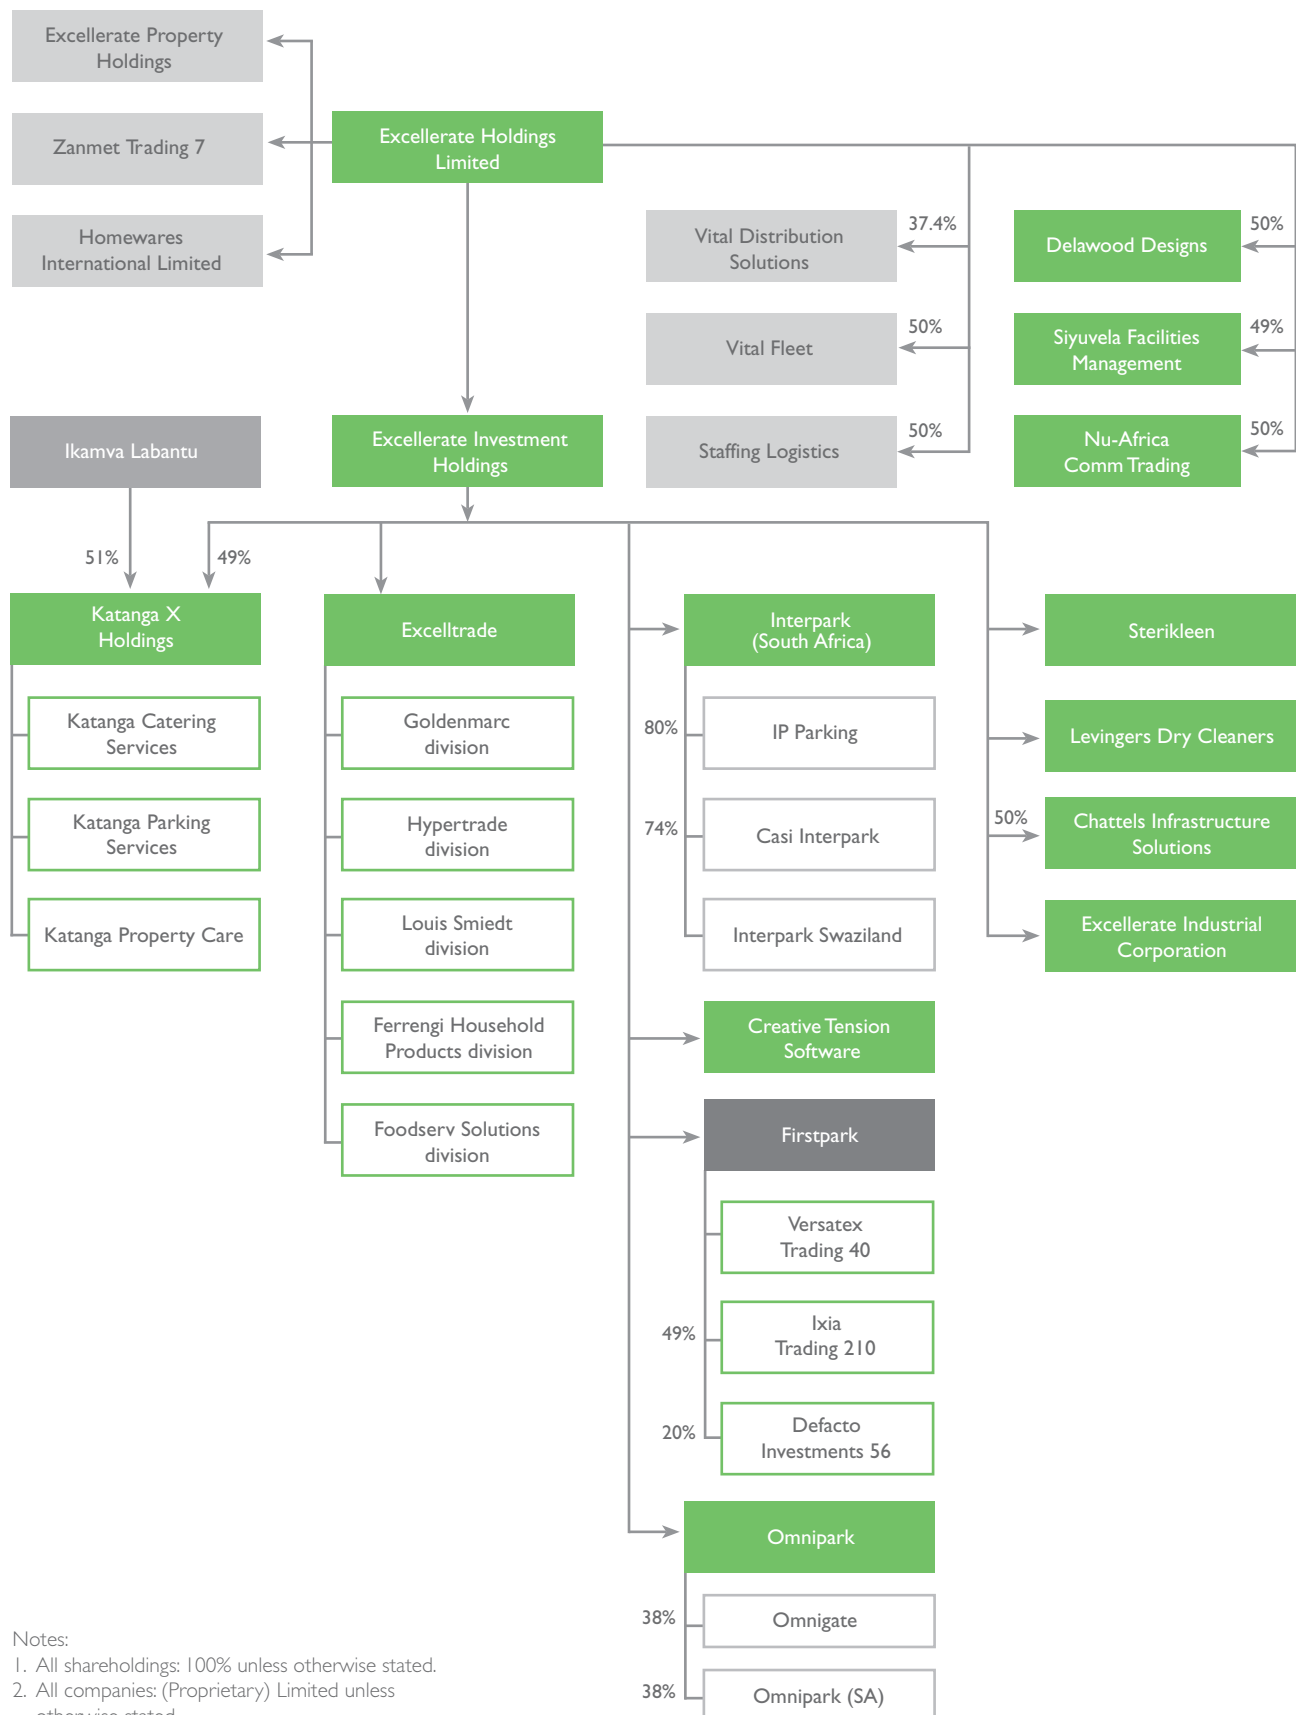 Excellerate Property
Holdings
Zanmet Trading 7
Homewares
International Limited
Excellerate Holdings
Limited
Vital Distribution
Solutions
37.4%
Vital Fleet
50%
Staffing Logistics
50%
Delawood Designs
50%
Siyuvela Facilities
Management
49%
Nu-Africa
Comm Trading
50%
Ikamva Labantu
Excellerate Investment
Holdings
51%
49%
Katanga X
Holdings
Katanga Catering
Services
Katanga Parking
Services
Katanga Property Care
Excelltrade
Goldenmarc
division
Hypertrade
division
Louis Smiedt
division
Ferrengi Household
Products division
Foodserv Solutions
division
Interpark
(South Africa)
80%
IP Parking
74%
Casi Interpark
Interpark Swaziland
Creative Tension
Software
Firstpark
Versatex
Trading 40
49%
Ixia
Trading 210
20%
Defacto
Investments 56
Omnipark
38%
Omnigate
38%
Omnipark (SA)
Sterikleen
Levingers Dry Cleaners
50%
Chattels Infrastructure
Solutions
Excellerate Industrial
Corporation
Notes:
1. All shareholdings: 100% unless otherwise stated.
2. All companies: (Proprietary) Limited unless
otherwise stated